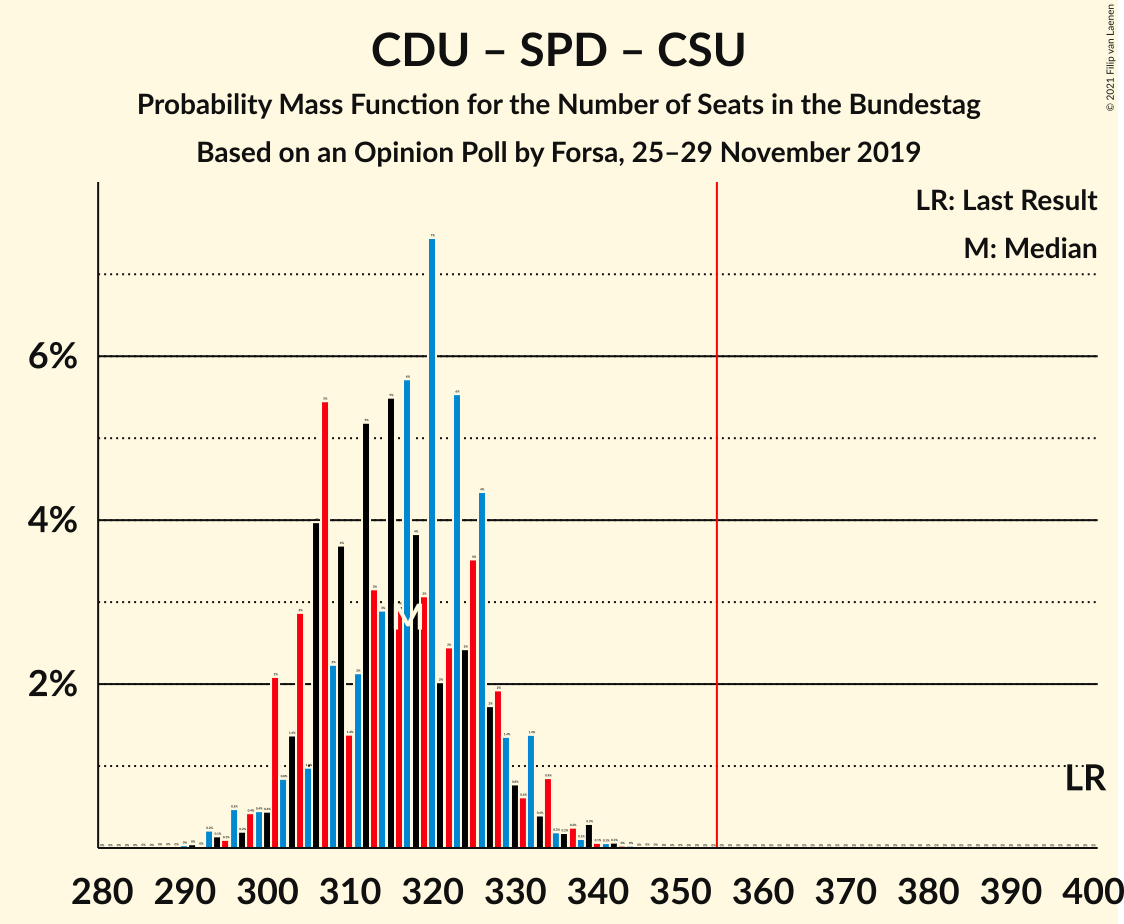 CDU – SPD – CSU
Probability Mass Function for the Number of Seats in the Bundestag
Based on an Opinion Poll by Forsa, 25–29 November 2019
© 2021 Filip van Laenen
LR: Last Result
M: Median
6%
4%
2%
M
LR
280 290 300 310 320 330 340 350 360 370 380 390 400